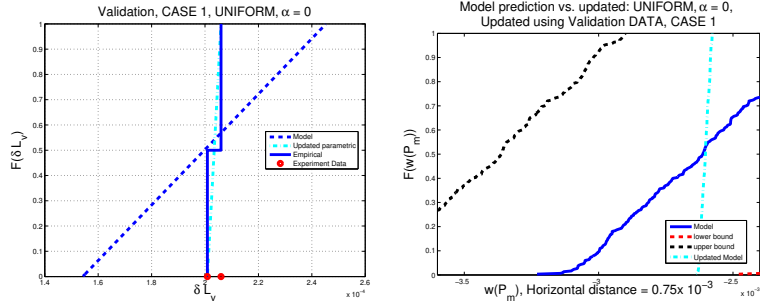 Validation, CASE 1, UNIFORM, α = 0
F(δ L_v)
1
0.9
0.8
0.7
0.6
0.5
0.4
0.3
0.2
0.1
0
Model
Updated parametric
Empirical
Experiment Data
1.4 1.6 1.8 2 2.2 2.4 2.6
δ L_v
x 10⁻⁴
Model prediction vs. updated: UNIFORM, α = 0,
Updated using Validation DATA, CASE 1
F(w(P_m))
1
0.9
0.8
0.7
0.6
0.5
0.4
0.3
0.2
0.1
0
Model
lower bound
upper bound
Updated Model
-3.5 -3 -2.5
w(P_m), Horizontal distance = 0.75x 10⁻³
x 10⁻³